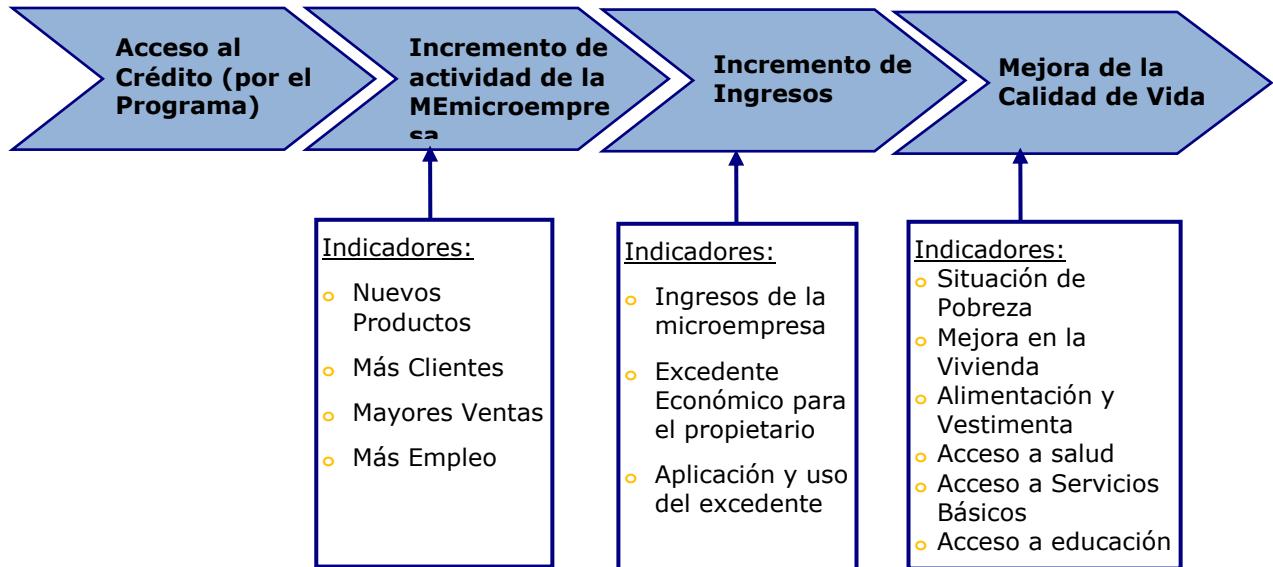 Acceso al
Crédito (por el
Programa)
Incremento de
actividad de la
MEmicroempre
sa
Incremento de
Ingresos
Mejora de la
Calidad de Vida
Indicadores:
Nuevos
Productos
Más Clientes
Mayores Ventas
Más Empleo
Indicadores:
Ingresos de la
microempresa
Excedente
Económico para
el propietario
Aplicación y uso
del excedente
Indicadores:
Situación de
Pobreza
Mejora en la
Vivienda
Alimentación y
Vestimenta
Acceso a salud
Acceso a Servicios
Básicos
Acceso a educación